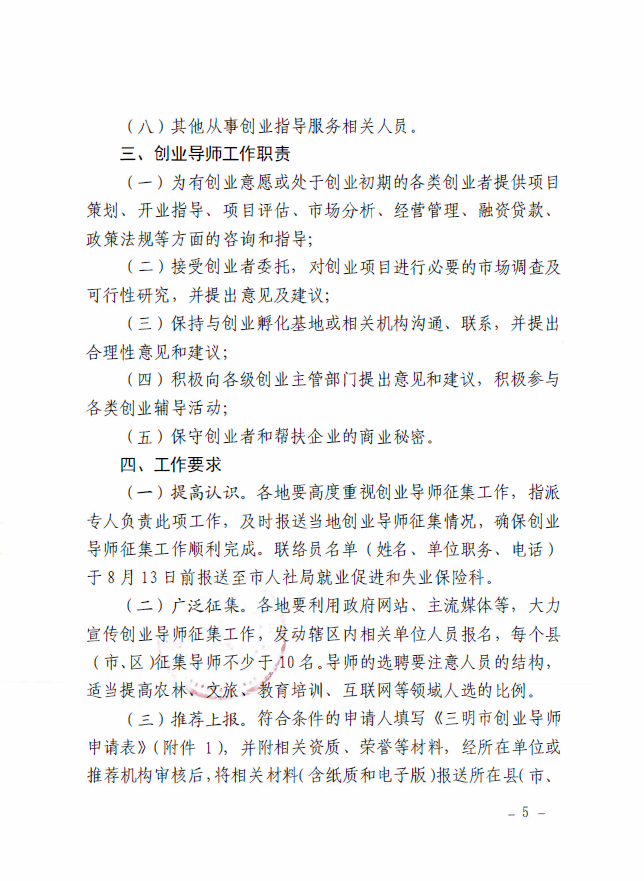 （八）其他从事创业指导服务相关人员。
三、创业导师工作职责
（一）为有创业意愿或处于创业初期的各类创业者提供项目
策划、开业指导、项目评估、市场分析、经营管理、融资贷款、
政策法规等方面的咨询和指导；
（二）接受创业者委托，对创业项目进行必要的市场调查及
可行性研究，并提出意见及建议；
（三）保持与创业孵化基地或相关机构沟通、联系，并提出
合理性意见和建议；
（四）积极向各级创业主管部门提出意见和建议，积极参与
各类创业辅导活动；
（五）保守创业者和帮扶企业的商业秘密。
四、工作要求
（一）提高认识。各地要高度重视创业导师征集工作，指派
专人负责此项工作，及时报送当地创业导师征集情况，确保创业
导师征集工作顺利完成。联络员名单（姓名、单位职务、电话）
于8月13日前报送至市人社局就业促进和失业保险科。
（二）广泛征集。各地要利用政府网站、主流媒体等，大力
宣传创业导师征集工作，发动辖区内相关单位人员报名，每个县
（市、区）征集导师不少于10名。导师的选聘要注意人员的结构，
适当提高农林、文旅、教育培训、互联网等领域人选的比例。
（三）推荐上报。符合条件的申请人填写《三明市创业导师
申请表》（附件1），并附相关资质、荣誉等材料，经所在单位或
推荐机构审核后，将相关材料（含纸质和电子版）报送所在县（市、
– 5 –